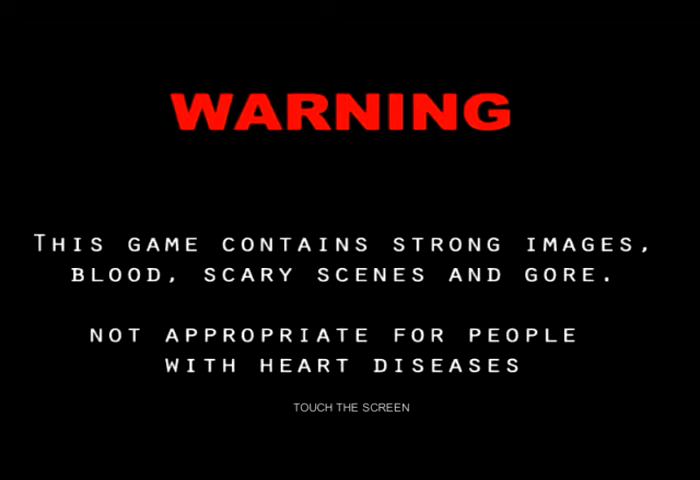 WARNING
THIS GAME CONTAINS STRONG IMAGES,
BLOOD, SCARY SCENES AND GORE.
NOT APPROPRIATE FOR PEOPLE
WITH HEART DISEASES
TOUCH THE SCREEN